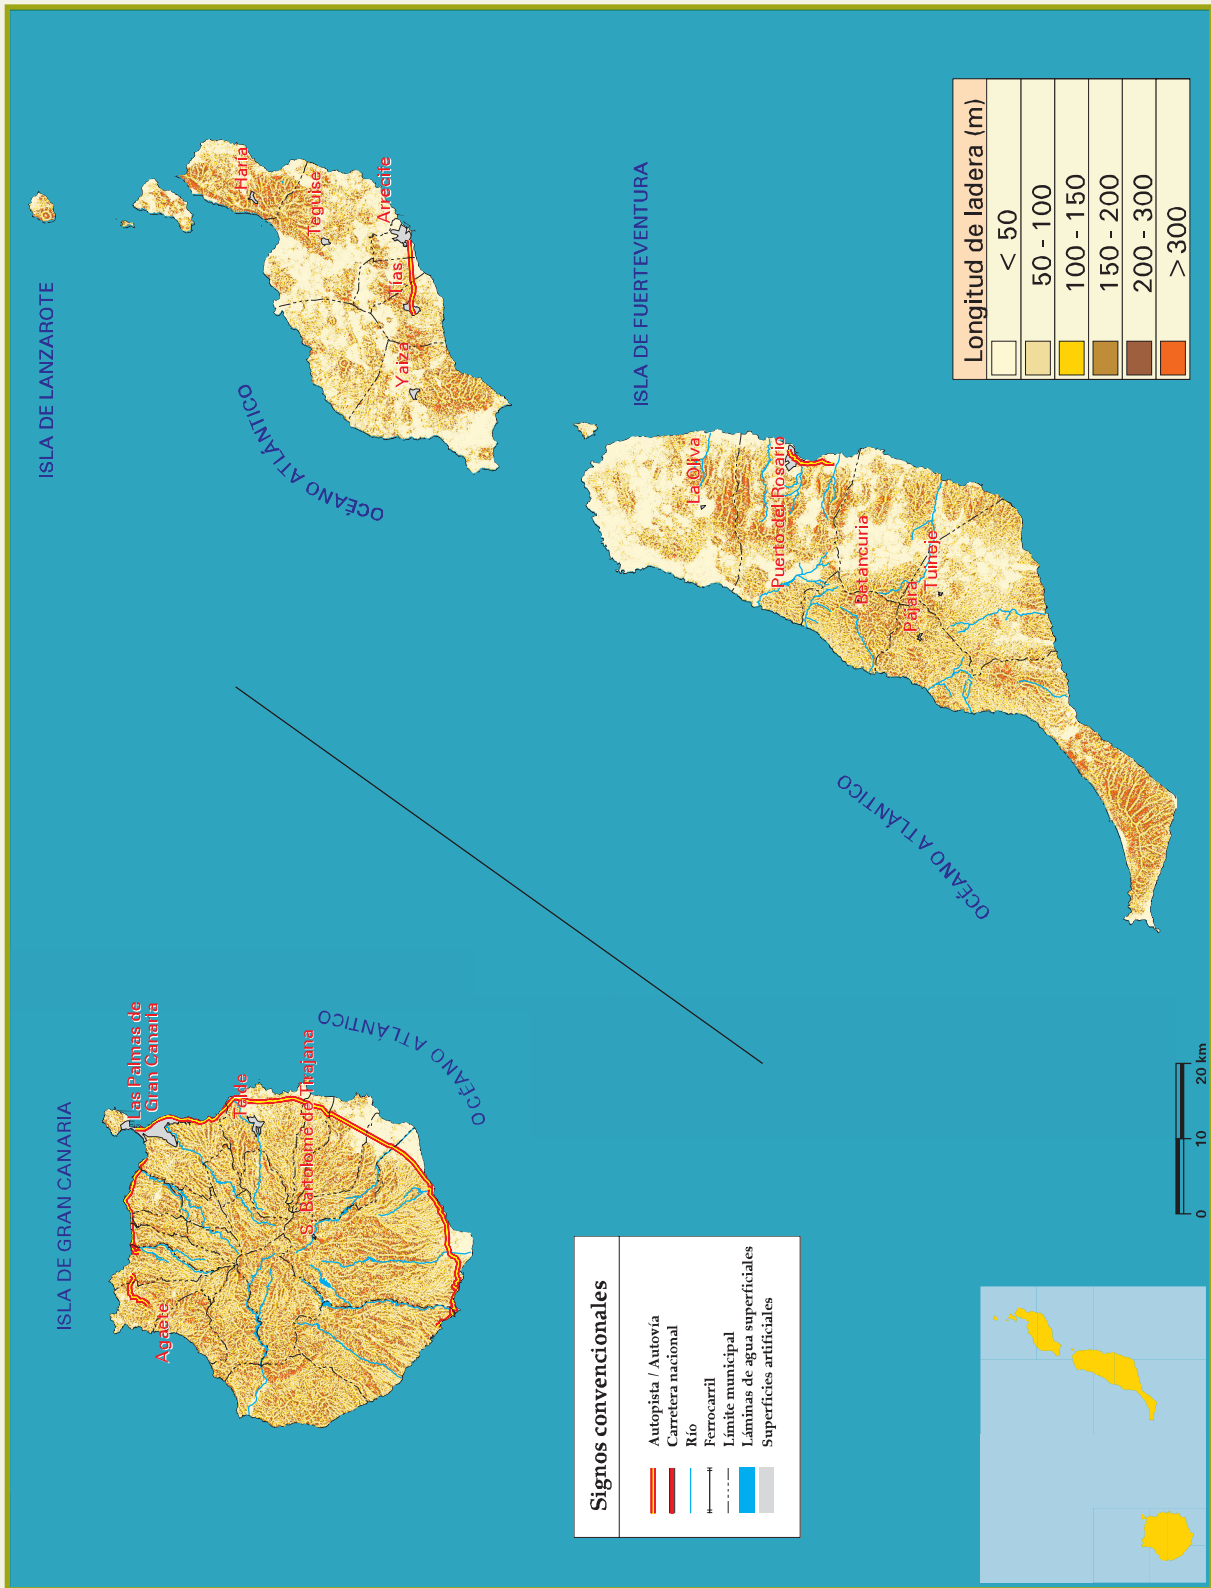 ISLA DE GRAN CANARIA
Las Palmas de
Gran Canaria
Telde
S. Bartolomé de Tirajana
Agaete
OCÉANO ATLÁNTICO
ISLA DE LANZAROTE
Haría
Teguise
Arrecife
Tías
Yaiza
OCÉANO ATLÁNTICO
ISLA DE FUERTEVENTURA
La Oliva
Puerto del Rosario
Betancuria
Pájara
Tuineje
OCÉANO ATLÁNTICO
Signos convencionales
Autopista / Autovía
Carretera nacional
Río
Ferrocarril
Límite municipal
Láminas de agua superficiales
Superficies artificiales
0 10 20 km
Longitud de ladera (m)
< 50
50 - 100
100 - 150
150 - 200
200 - 300
> 300